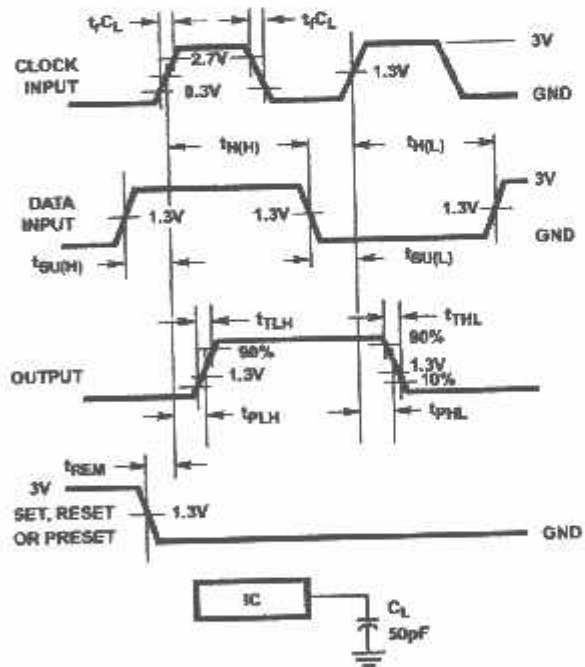 trCL tfCL
CLOCK INPUT
2.7V
0.3V
1.3V
3V
GND
tH(H) tH(L)
DATA INPUT
1.3V 1.3V 1.3V
3V
GND
tSU(H) tSU(L)
tTLH tTHL
OUTPUT
90%
1.3V
90%
1.3V
10%
tPLH tPHL
tREM
3V
SET, RESET
OR PRESET
1.3V
GND
IC
CL
50pF